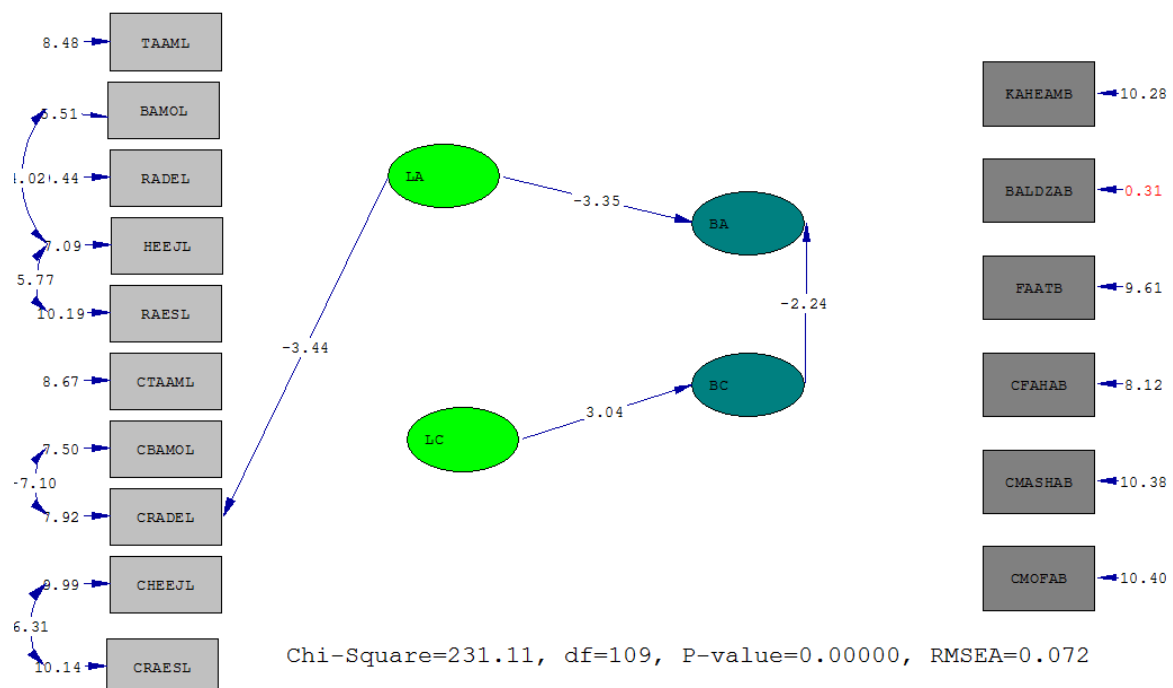 8.48 TAAML
BAMOL
RADEL
7.09 HEEJL
5.77
10.19 RAESL
8.67 CTAAML
7.50 CBAMOL
-7.10
7.92 CRADEL
9.99 CHEEJL
6.31
10.14 CRAESL
LA
-3.35
BA
-3.44
-2.24
LC
3.04
BC
KAHEAMB 10.28
BALDZAB 0.31
FAATB 9.61
CFAHAB 8.12
CMASHAB 10.38
CMOFAB 10.40
Chi-Square=231.11, df=109, P-value=0.00000, RMSEA=0.072